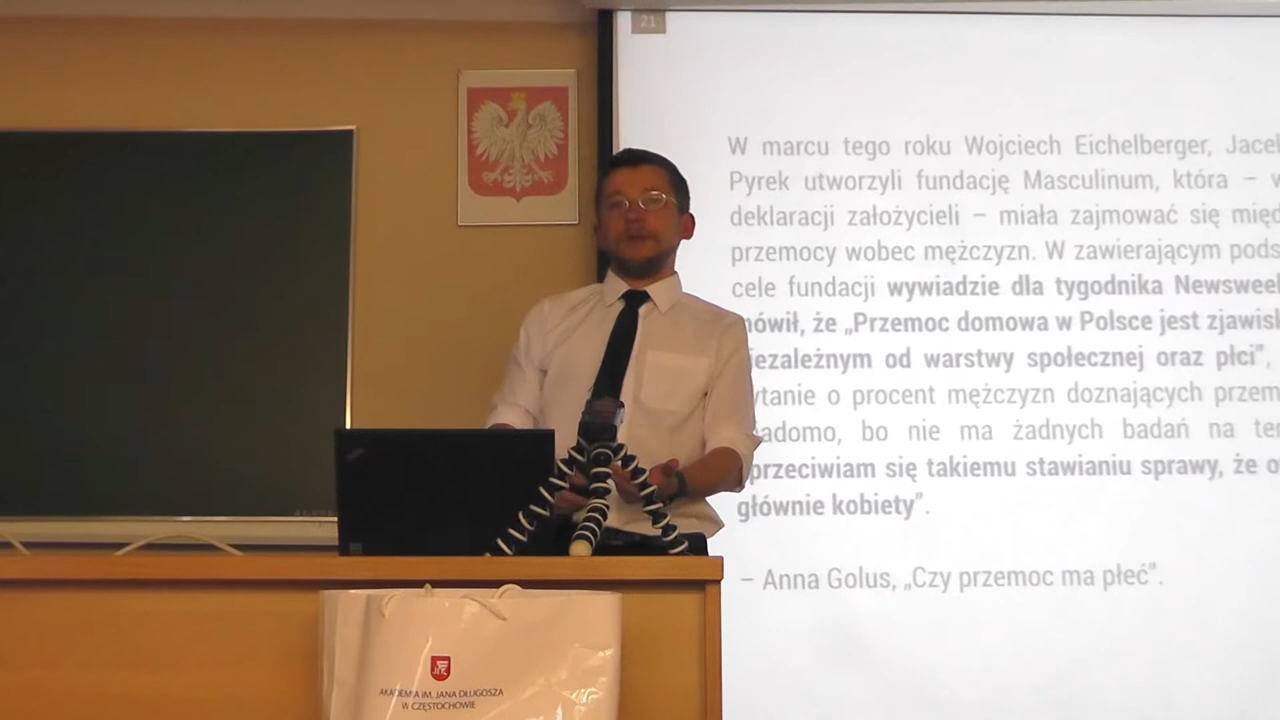 21
W marcu tego roku Wojciech Eichelberger, Jacek
Pyrek utworzyli fundację Masculinum, która –
deklaracji założycieli – miała zajmować się
przemocy wobec mężczyzn. W zawierającym
cele fundacji wywiadzie dla tygodnika Newsweek
mówił, że „Przemoc domowa w Polsce jest
niezależnym od warstwy społecznej oraz płci",
pytanie o procent mężczyzn doznających
wiadomo, bo nie ma żadnych badań na
przeciwiam się takiemu stawianiu sprawy, że
głównie kobiety".
– Anna Golus, „Czy przemoc ma płeć".
AKADEMIA IM. JANA DŁUGOSZA
W CZĘSTOCHOWIE